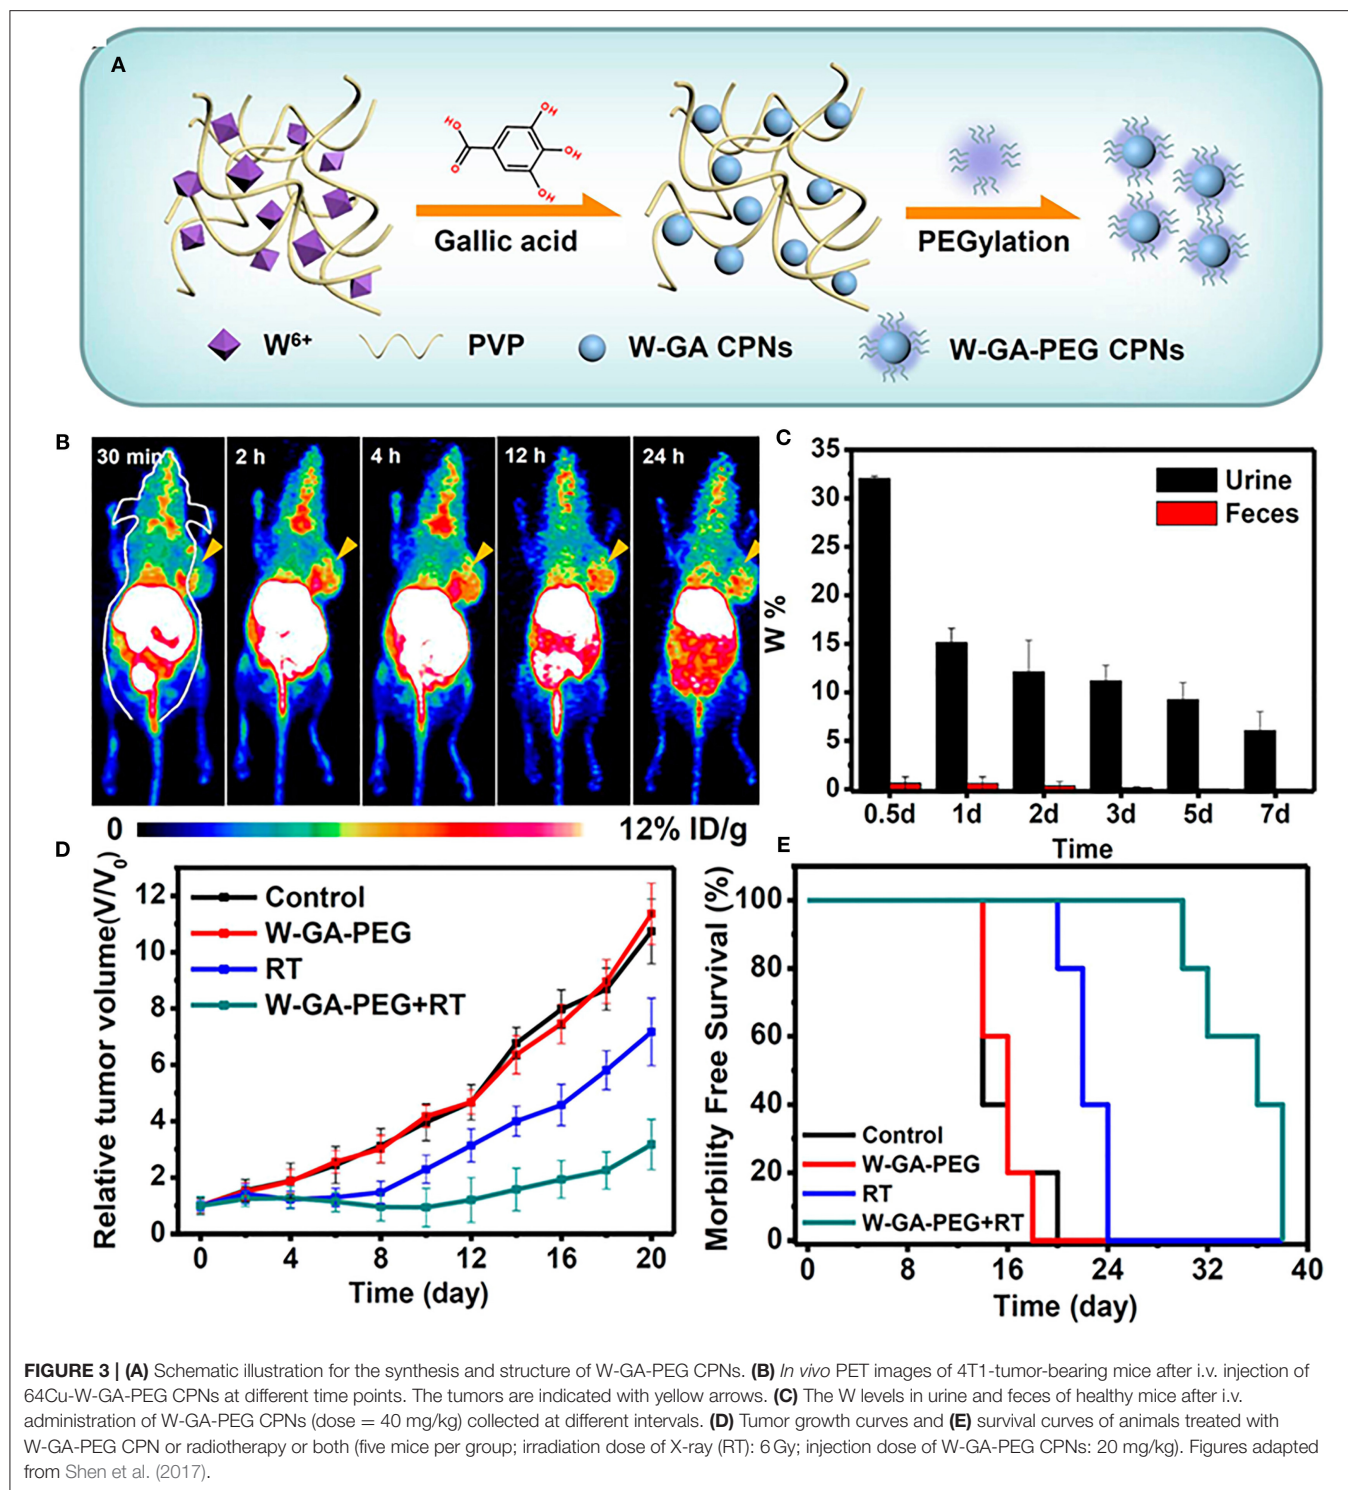 A
HO
O
OH
OH
OH
Gallic acid
PEGylation
W6+
PVP
W-GA CPNs
W-GA-PEG CPNs
B
30 min
2 h
4 h
12 h
24 h
0
12% ID/g
C
35
30
25
20
15
10
5
0
W %
Urine
Feces
0.5d
1d
2d
3d
5d
7d
Time
D
Relative tumor volume(V/V0)
12
10
8
6
4
2
0
Control
W-GA-PEG
RT
W-GA-PEG+RT
0
4
8
12
16
20
Time (day)
E
Morbility Free Survival (%)
100
80
60
40
20
0
Control
W-GA-PEG
RT
W-GA-PEG+RT
0
8
16
24
32
40
Time (day)
FIGURE 3 | (A) Schematic illustration for the synthesis and structure of W-GA-PEG CPNs. (B) In vivo PET images of 4T1-tumor-bearing mice after i.v. injection of
64Cu-W-GA-PEG CPNs at different time points. The tumors are indicated with yellow arrows. (C) The W levels in urine and feces of healthy mice after i.v.
administration of W-GA-PEG CPNs (dose = 40 mg/kg) collected at different intervals. (D) Tumor growth curves and (E) survival curves of animals treated with
W-GA-PEG CPN or radiotherapy or both (five mice per group; irradiation dose of X-ray (RT): 6 Gy; injection dose of W-GA-PEG CPNs: 20 mg/kg). Figures adapted
from Shen et al. (2017).